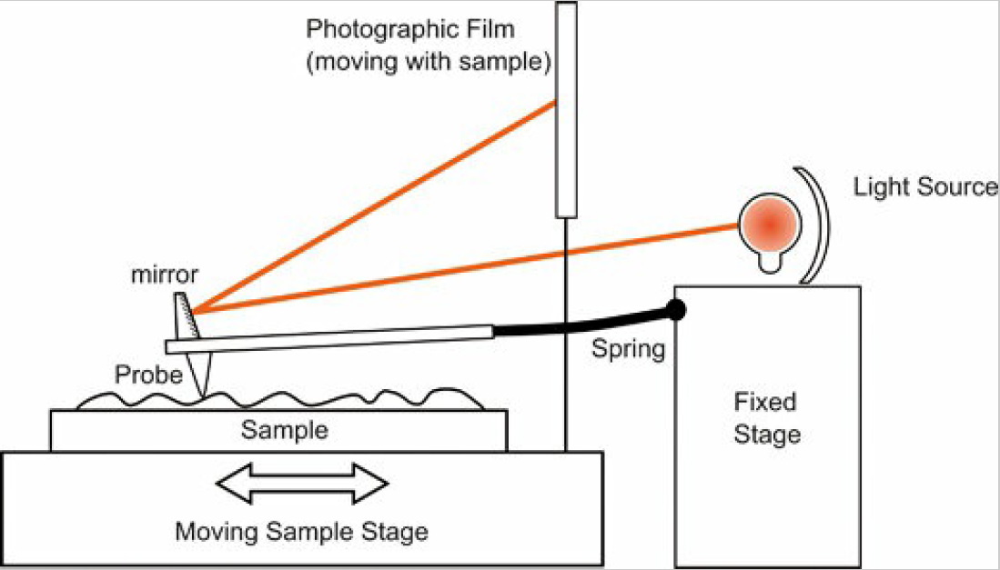 Photographic Film
(moving with sample)
Light Source
mirror
Spring
Probe
Fixed
Stage
Sample
Moving Sample Stage